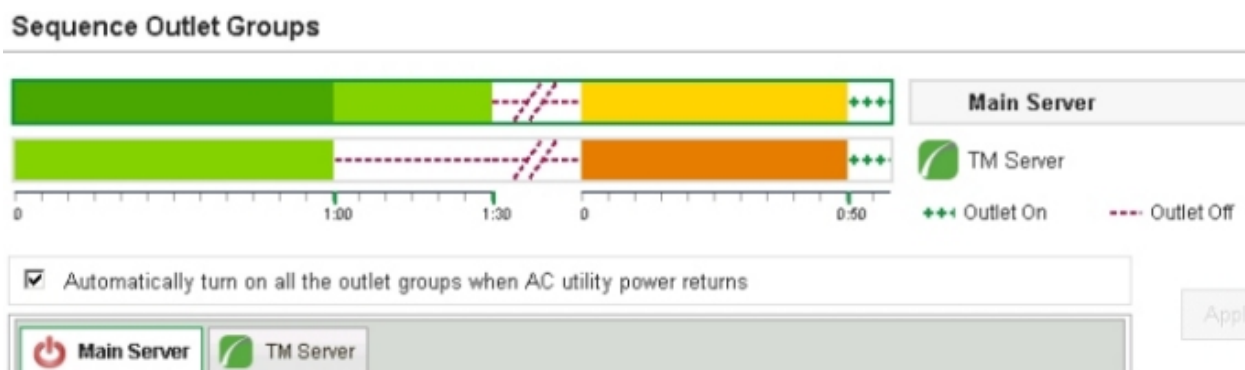 Sequence Outlet Groups
Main Server
TM Server
0 1:00 1:30 0 0:50
Outlet On Outlet Off
Automatically turn on all the outlet groups when AC utility power returns
Appl
Main Server TM Server